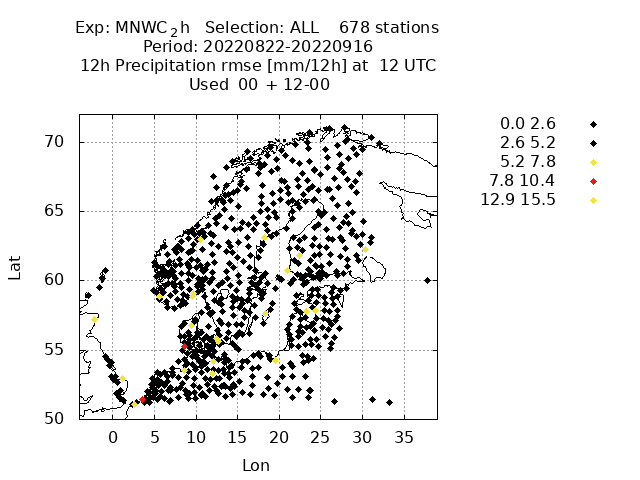 Exp: MNWC₂h   Selection: ALL    678 stations
Period: 20220822-20220916
12h Precipitation rmse [mm/12h] at  12 UTC
Used  00 + 12-00
0.0 2.6
2.6 5.2
5.2 7.8
7.8 10.4
12.9 15.5
Lat
70
65
60
55
50
0 5 10 15 20 25 30 35
Lon